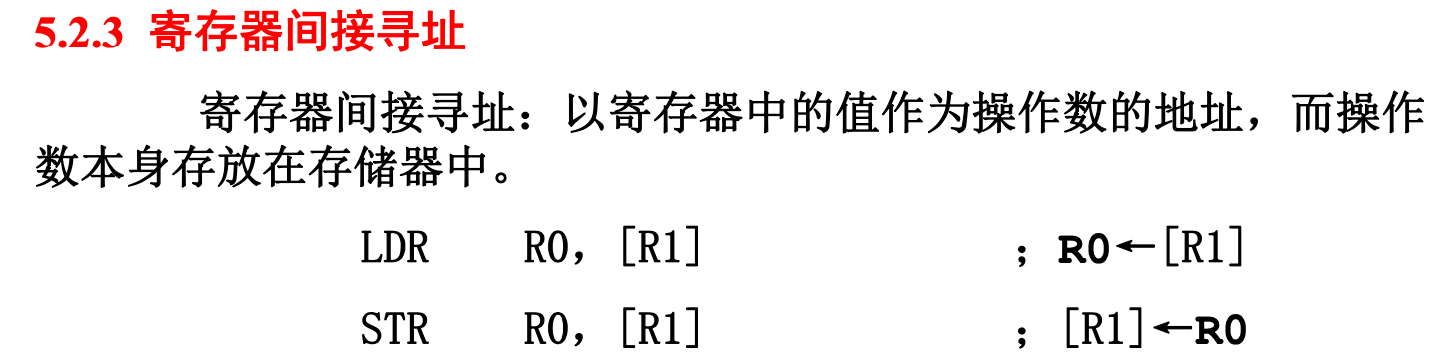 5.2.3 寄存器间接寻址
寄存器间接寻址：以寄存器中的值作为操作数的地址，而操作
数本身存放在存储器中。
LDR R0，[R1] ；R0←[R1]
STR R0，[R1] ；[R1]←R0